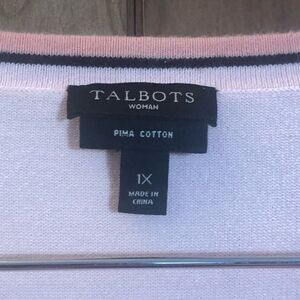 TALBOTS
WOMAN
PIMA COTTON
1X
MADE IN
CHINA